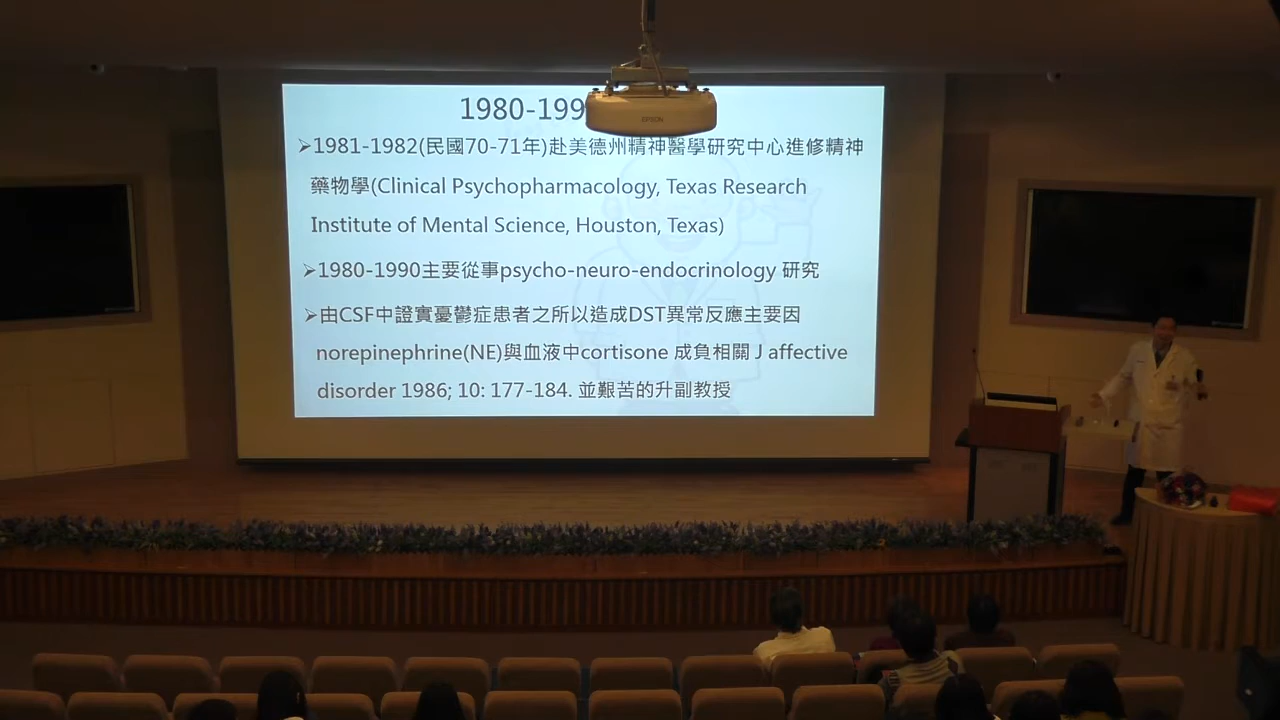 1980-199
➢1981-1982(民國70-71年)赴美德州精神醫學研究中心進修精神
藥物學(Clinical Psychopharmacology, Texas Research
Institute of Mental Science, Houston, Texas)
➢1980-1990主要從事psycho-neuro-endocrinology 研究
➢由CSF中證實憂鬱症患者之所以造成DST異常反應主要因
norepinephrine(NE)與血液中cortisone 成負相關 J affective
disorder 1986; 10: 177-184. 並艱苦的升副教授
EPSON